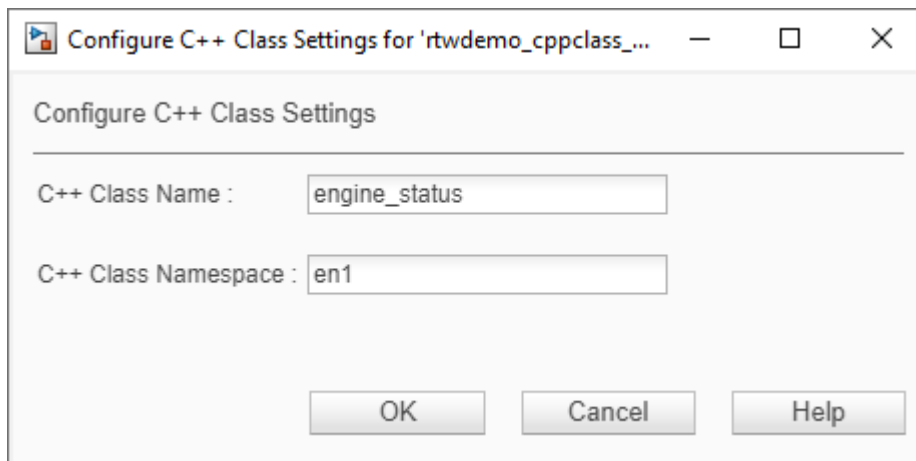 Configure C++ Class Settings for 'rtwdemo_cppclass_...
Configure C++ Class Settings
C++ Class Name : engine_status
C++ Class Namespace : en1
OK Cancel Help